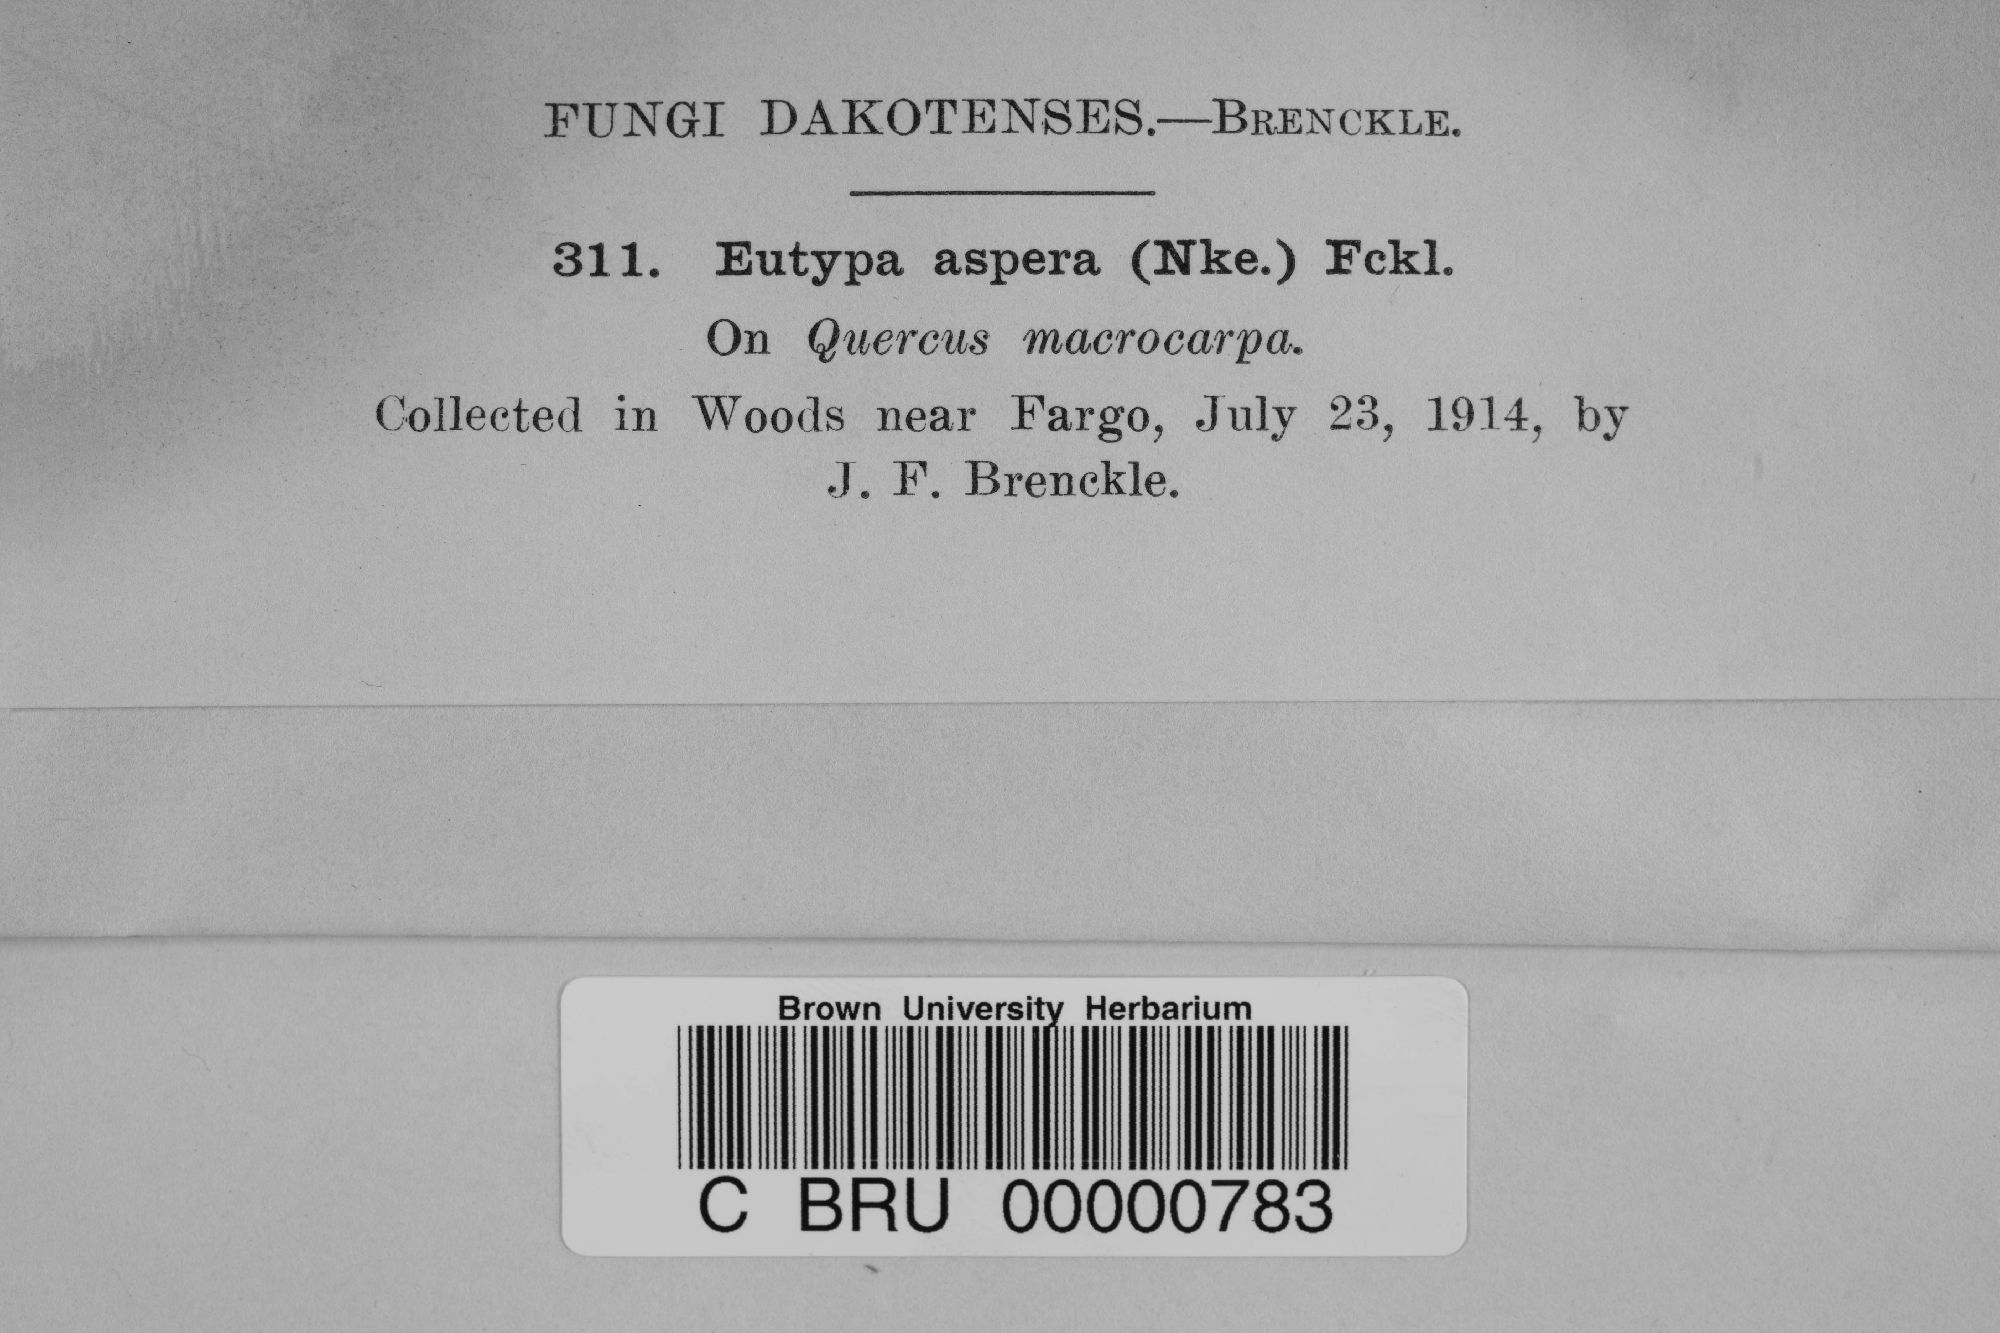 FUNGI DAKOTENSES.—BRENCKLE.
311. Eutypa aspera (Nke.) Fckl.
On Quercus macrocarpa.
Collected in Woods near Fargo, July 23, 1914, by
J. F. Brenckle.
Brown University Herbarium
C BRU 00000783